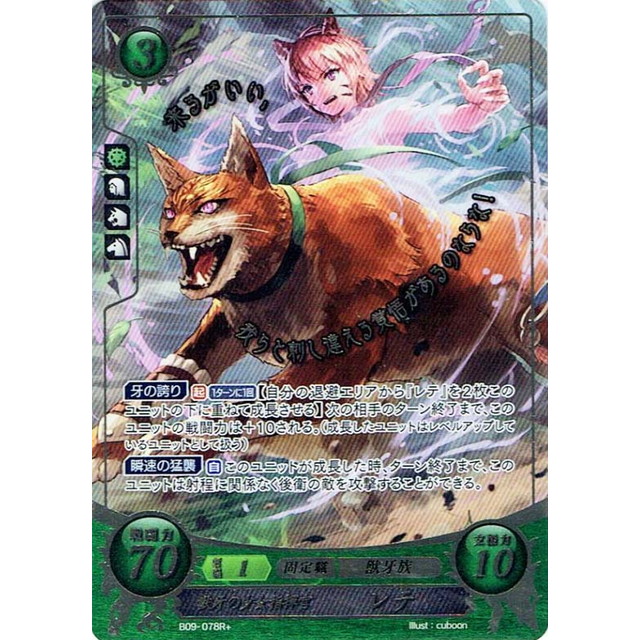 3
来るがいい、
我らと刺し違える覚悟があるのならな!
牙の誇り 起 1ターンに1回【自分の退避エリアから『レテ』を2枚この
ユニットの下に重ねて成長させる】次の相手のターン終了まで、こ
のユニットの戦闘力は+10される。(成長したユニットはレベルアップし
ているユニットとして扱う)
瞬速の猛襲 自 このユニットが成長した時、ターン終了まで、この
ユニットは射程に関係なく後衛の敵を攻撃することができる。
戦闘力 70
射程 1 固定職 獣牙族
支援力 10
レテ
B09-078R+ Illust:cuboon